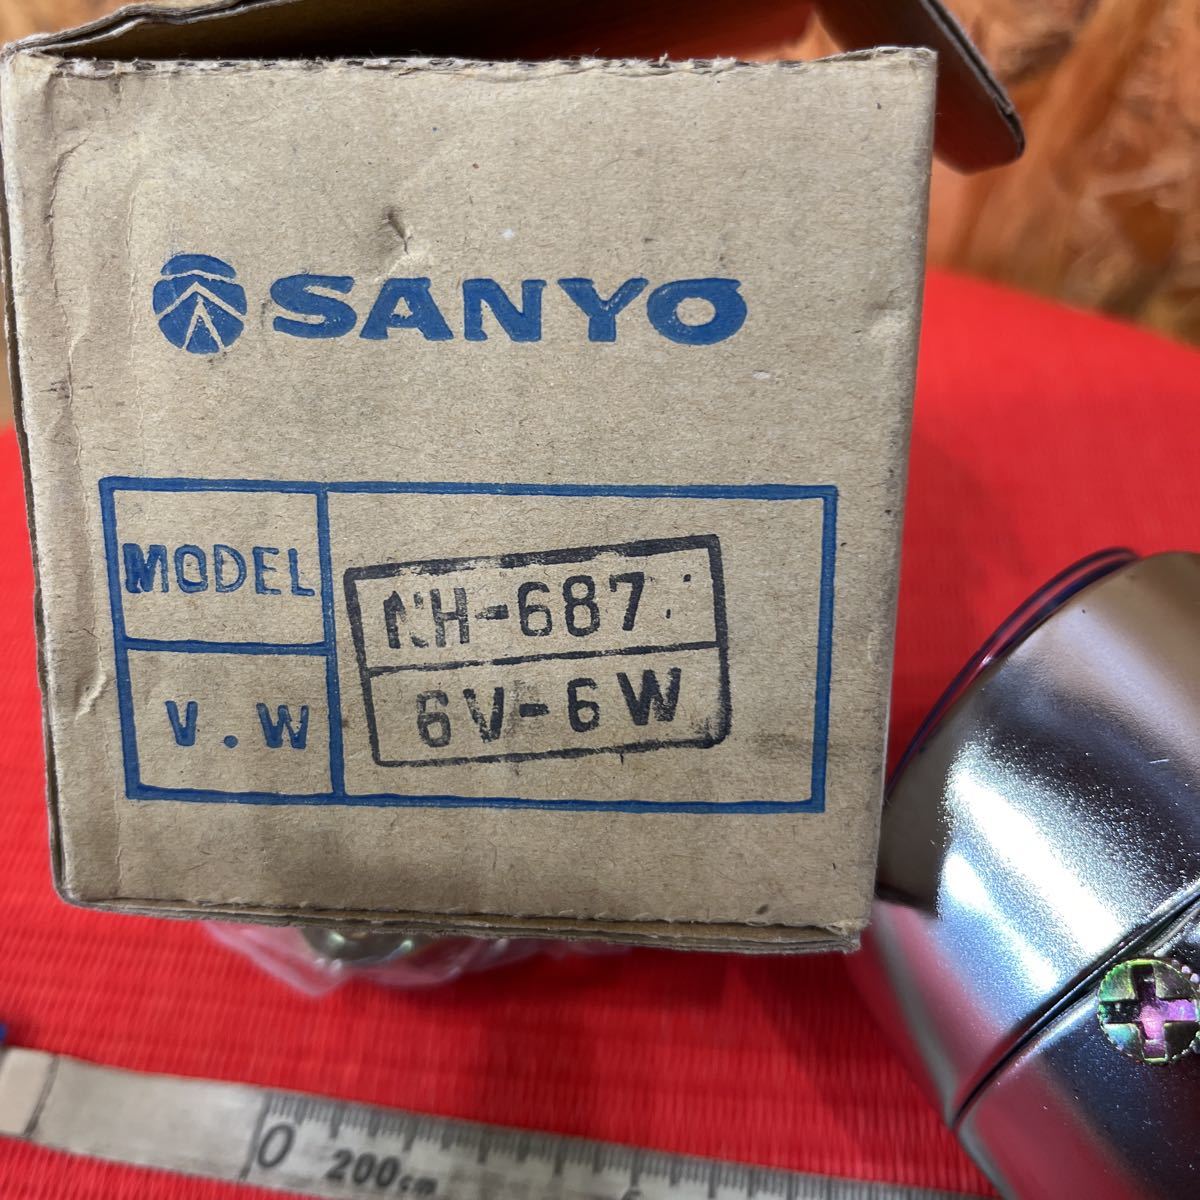 SANYO
MODEL
NH-687
V.W
6V-6W
0 200cm